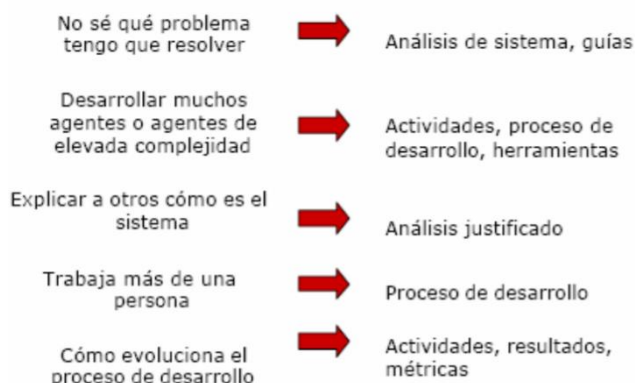 No sé qué problema
tengo que resolver
Análisis de sistema, guías
Desarrollar muchos
agentes o agentes de
elevada complejidad
Actividades, proceso de
desarrollo, herramientas
Explicar a otros cómo es el
sistema
Análisis justificado
Trabaja más de una
persona
Proceso de desarrollo
Cómo evoluciona el
proceso de desarrollo
Actividades, resultados,
métricas